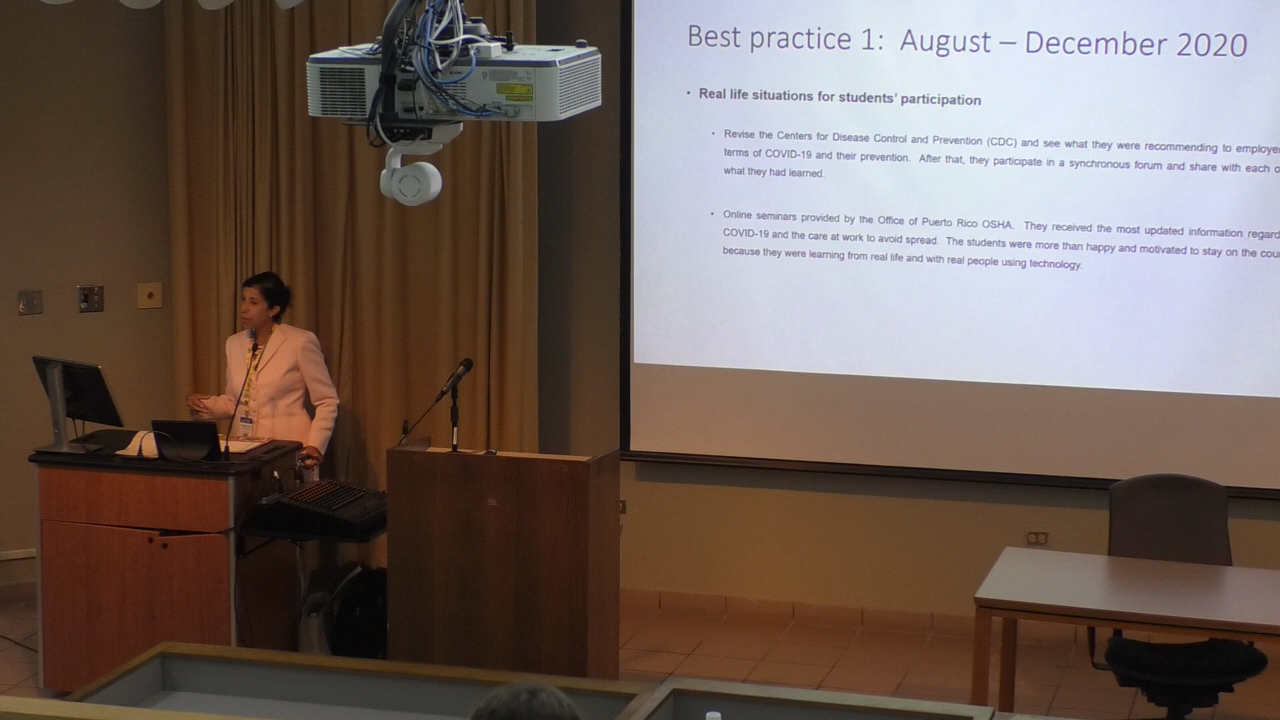 Best practice 1: August – December 2020
• Real life situations for students' participation
• Revise the Centers for Disease Control and Prevention (CDC) and see what they were recommending to
terms of COVID-19 and their prevention. After that, they participate in a synchronous forum and share with each
what they had learned.
• Online seminars provided by the Office of Puerto Rico OSHA. They received the most updated information
COVID-19 and the care at work to avoid spread. The students were more than happy and motivated to stay on the
because they were learning from real life and with real people using technology.